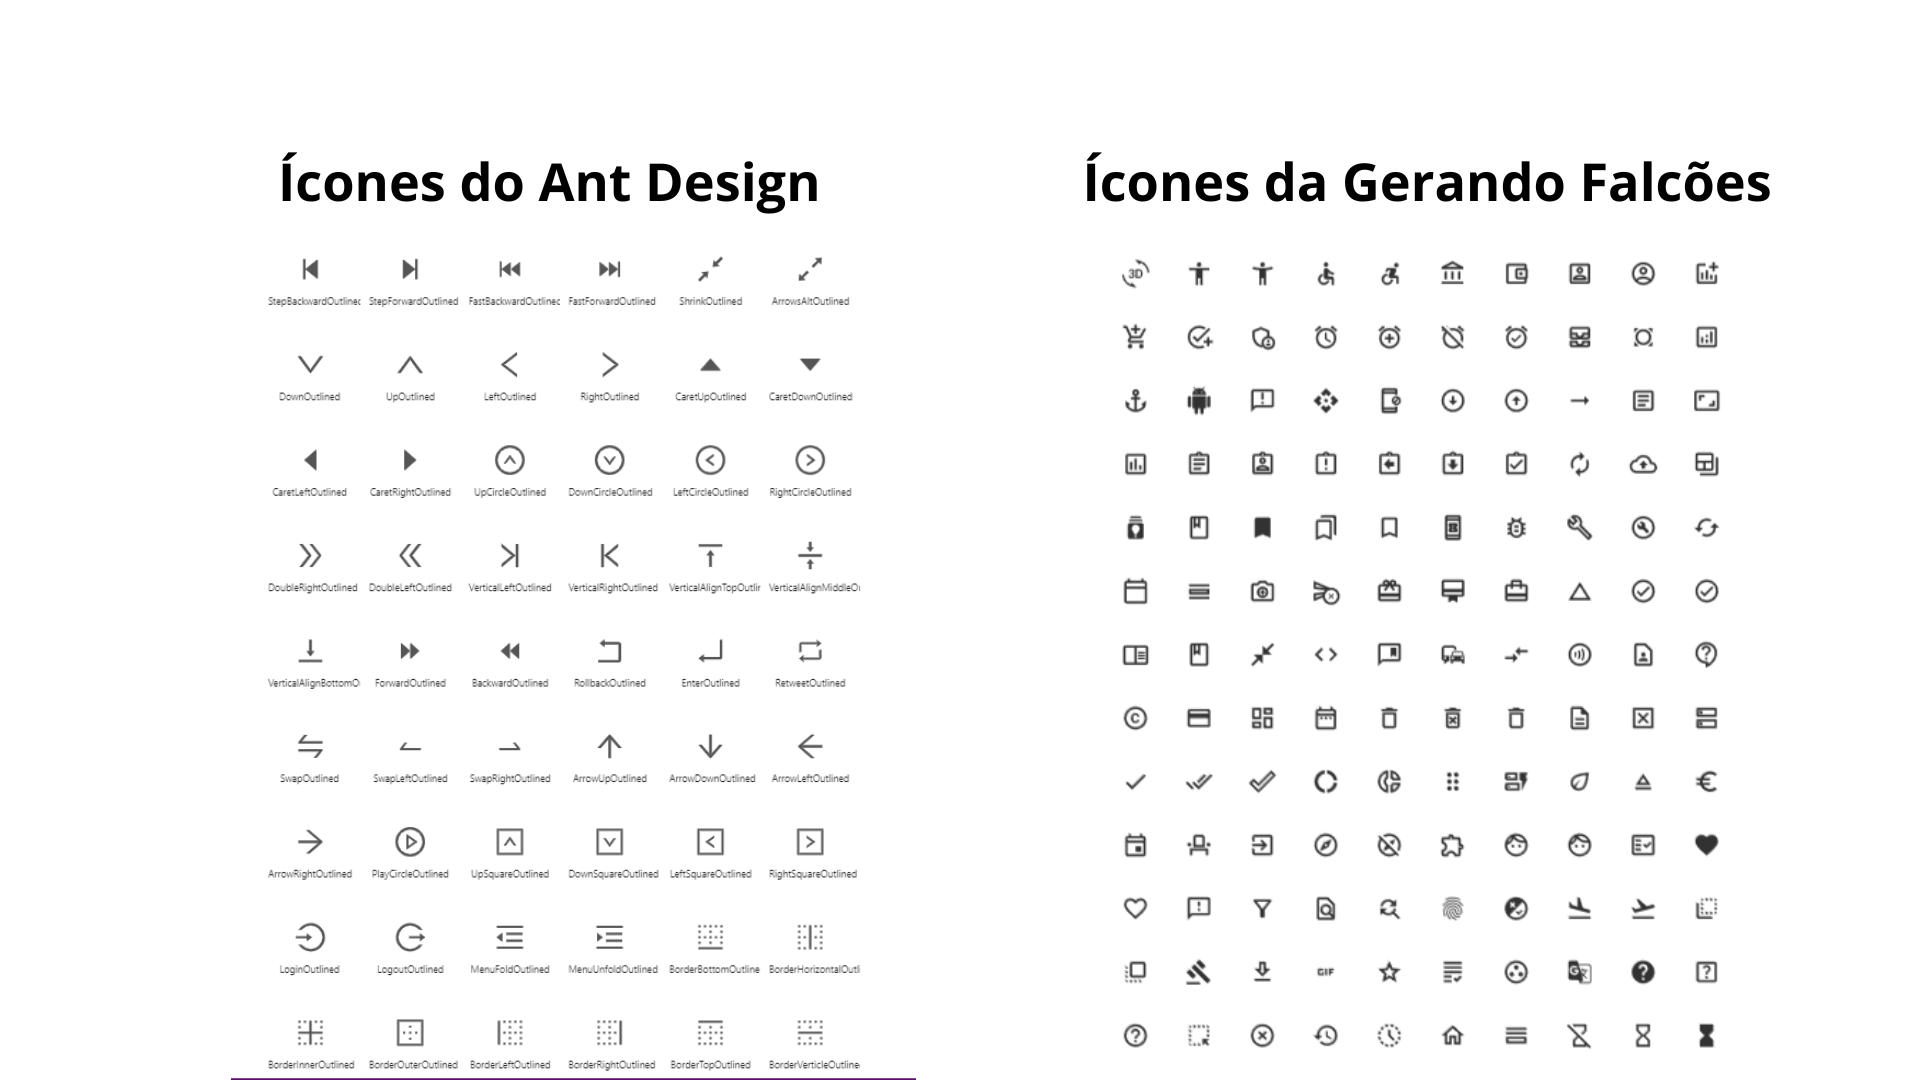 Ícones do Ant Design
StepBackwardOutlinec StepForwardOutlined FastBackwardOutlinec FastForwardOutlined ShrinkOutlined ArrowsAltOutlined
DownOutlined UpOutlined LeftOutlined RightOutlined CaretUpOutlined CaretDownOutlined
CaretLeftOutlined CaretRightOutlined UpCircleOutlined DownCircleOutlined LeftCircleOutlined RightCircleOutlined
DoubleRightOutlined DoubleLeftOutlined VerticalLeftOutlined VerticalRightOutlined VerticalAlignTopOutlir VerticalAlignMiddleOu
VerticalAlignBottomO ForwardOutlined BackwardOutlined RollbackOutlined EnterOutlined RetweetOutlined
SwapOutlined SwapLeftOutlined SwapRightOutlined ArrowUpOutlined ArrowDownOutlined ArrowLeftOutlined
ArrowRightOutlined PlayCircleOutlined UpSquareOutlined DownSquareOutlined LeftSquareOutlined RightSquareOutlined
LoginOutlined LogoutOutlined MenuFoldOutlined MenuUnfoldOutlined BorderBottomOutline BorderHorizontalOutl
BorderInnerOutlined BorderOuterOutlined BorderLeftOutlined BorderRightOutlined BorderTopOutlined BorderVerticleOutline
Ícones da Gerando Falcões
3D
GIF